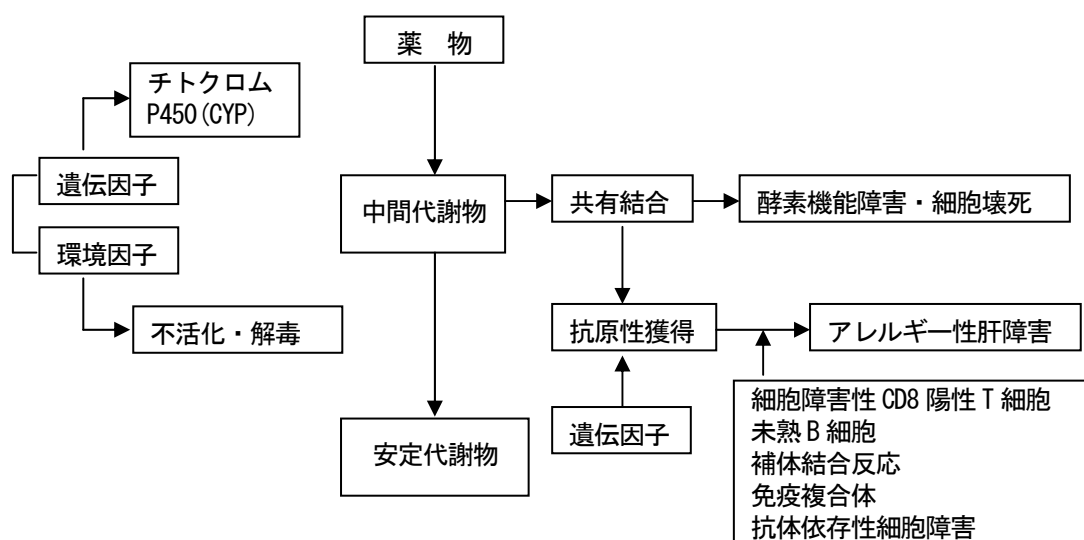 薬　物
チトクロム
P450(CYP)
遺伝因子
中間代謝物
共有結合
酵素機能障害・細胞壊死
環境因子
不活化・解毒
抗原性獲得
アレルギー性肝障害
安定代謝物
遺伝因子
細胞障害性 CD8 陽性 T 細胞
未熟 B 細胞
補体結合反応
免疫複合体
抗体依存性細胞障害